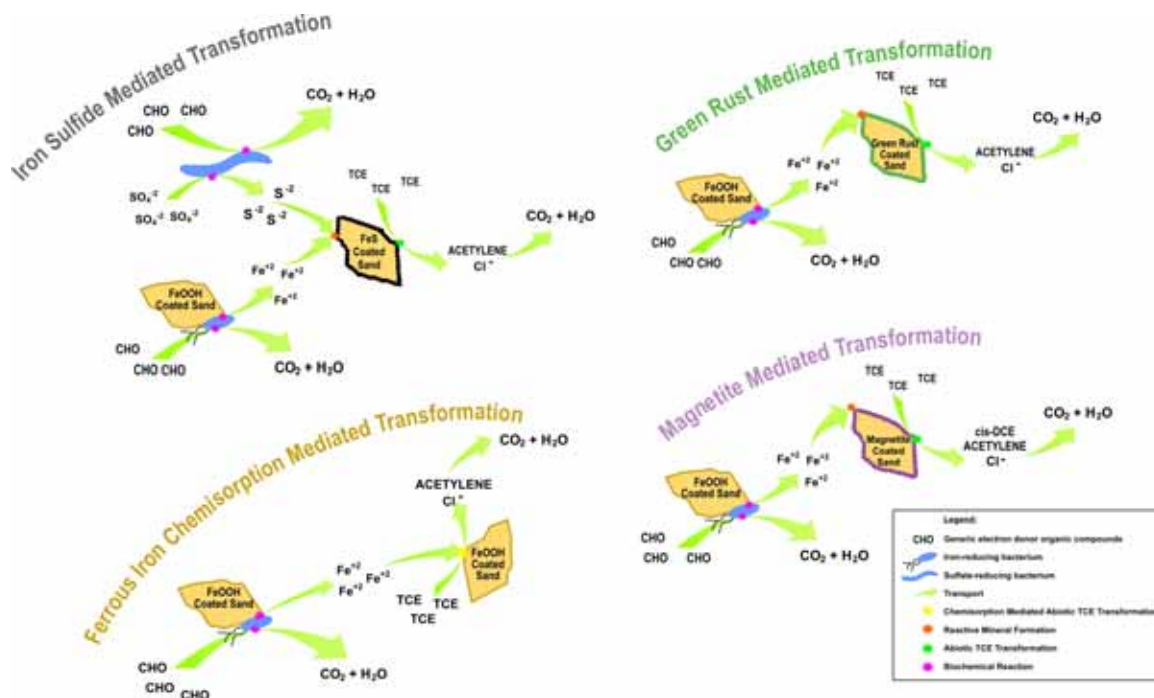 Iron Sulfide Mediated Transformation
CHO CHO
CHO
CO₂ + H₂O
SO₄⁻²
SO₄⁻² SO₄⁻²
S⁻²
S⁻² S⁻²
TCE
TCE TCE
FeS
Coated
Sand
ACETYLENE
Cl⁻
CO₂ + H₂O
Fe⁺² Fe⁺²
Fe⁺²
FeOOH
Coated Sand
CHO
CHO CHO
CO₂ + H₂O
Green Rust Mediated Transformation
TCE TCE
TCE
Green Rust
Coated
Sand
ACETYLENE
Cl⁻
CO₂ + H₂O
Fe⁺² Fe⁺²
Fe⁺²
FeOOH
Coated Sand
CHO
CHO CHO
CO₂ + H₂O
Ferrous Iron Chemisorption Mediated Transformation
CO₂ + H₂O
ACETYLENE
Cl⁻
FeOOH
Coated
Sand
Fe⁺²
Fe⁺² Fe⁺²
TCE TCE
TCE TCE
FeOOH
Coated Sand
CHO
CHO CHO
CO₂ + H₂O
Magnetite Mediated Transformation
TCE TCE
TCE
Magnetite
Coated
Sand
cis-DCE
ACETYLENE
Cl⁻
CO₂ + H₂O
Fe⁺² Fe⁺²
Fe⁺²
FeOOH
Coated Sand
CHO
CHO CHO
CO₂ + H₂O
Legend:
CHO Generic electron donor organic compounds
Iron-reducing bacterium
Sulfate-reducing bacterium
Transport
Chemisorption Mediated Abiotic TCE Transformation
Reactive Mineral Formation
Abiotic TCE Transformation
Biochemical Reaction